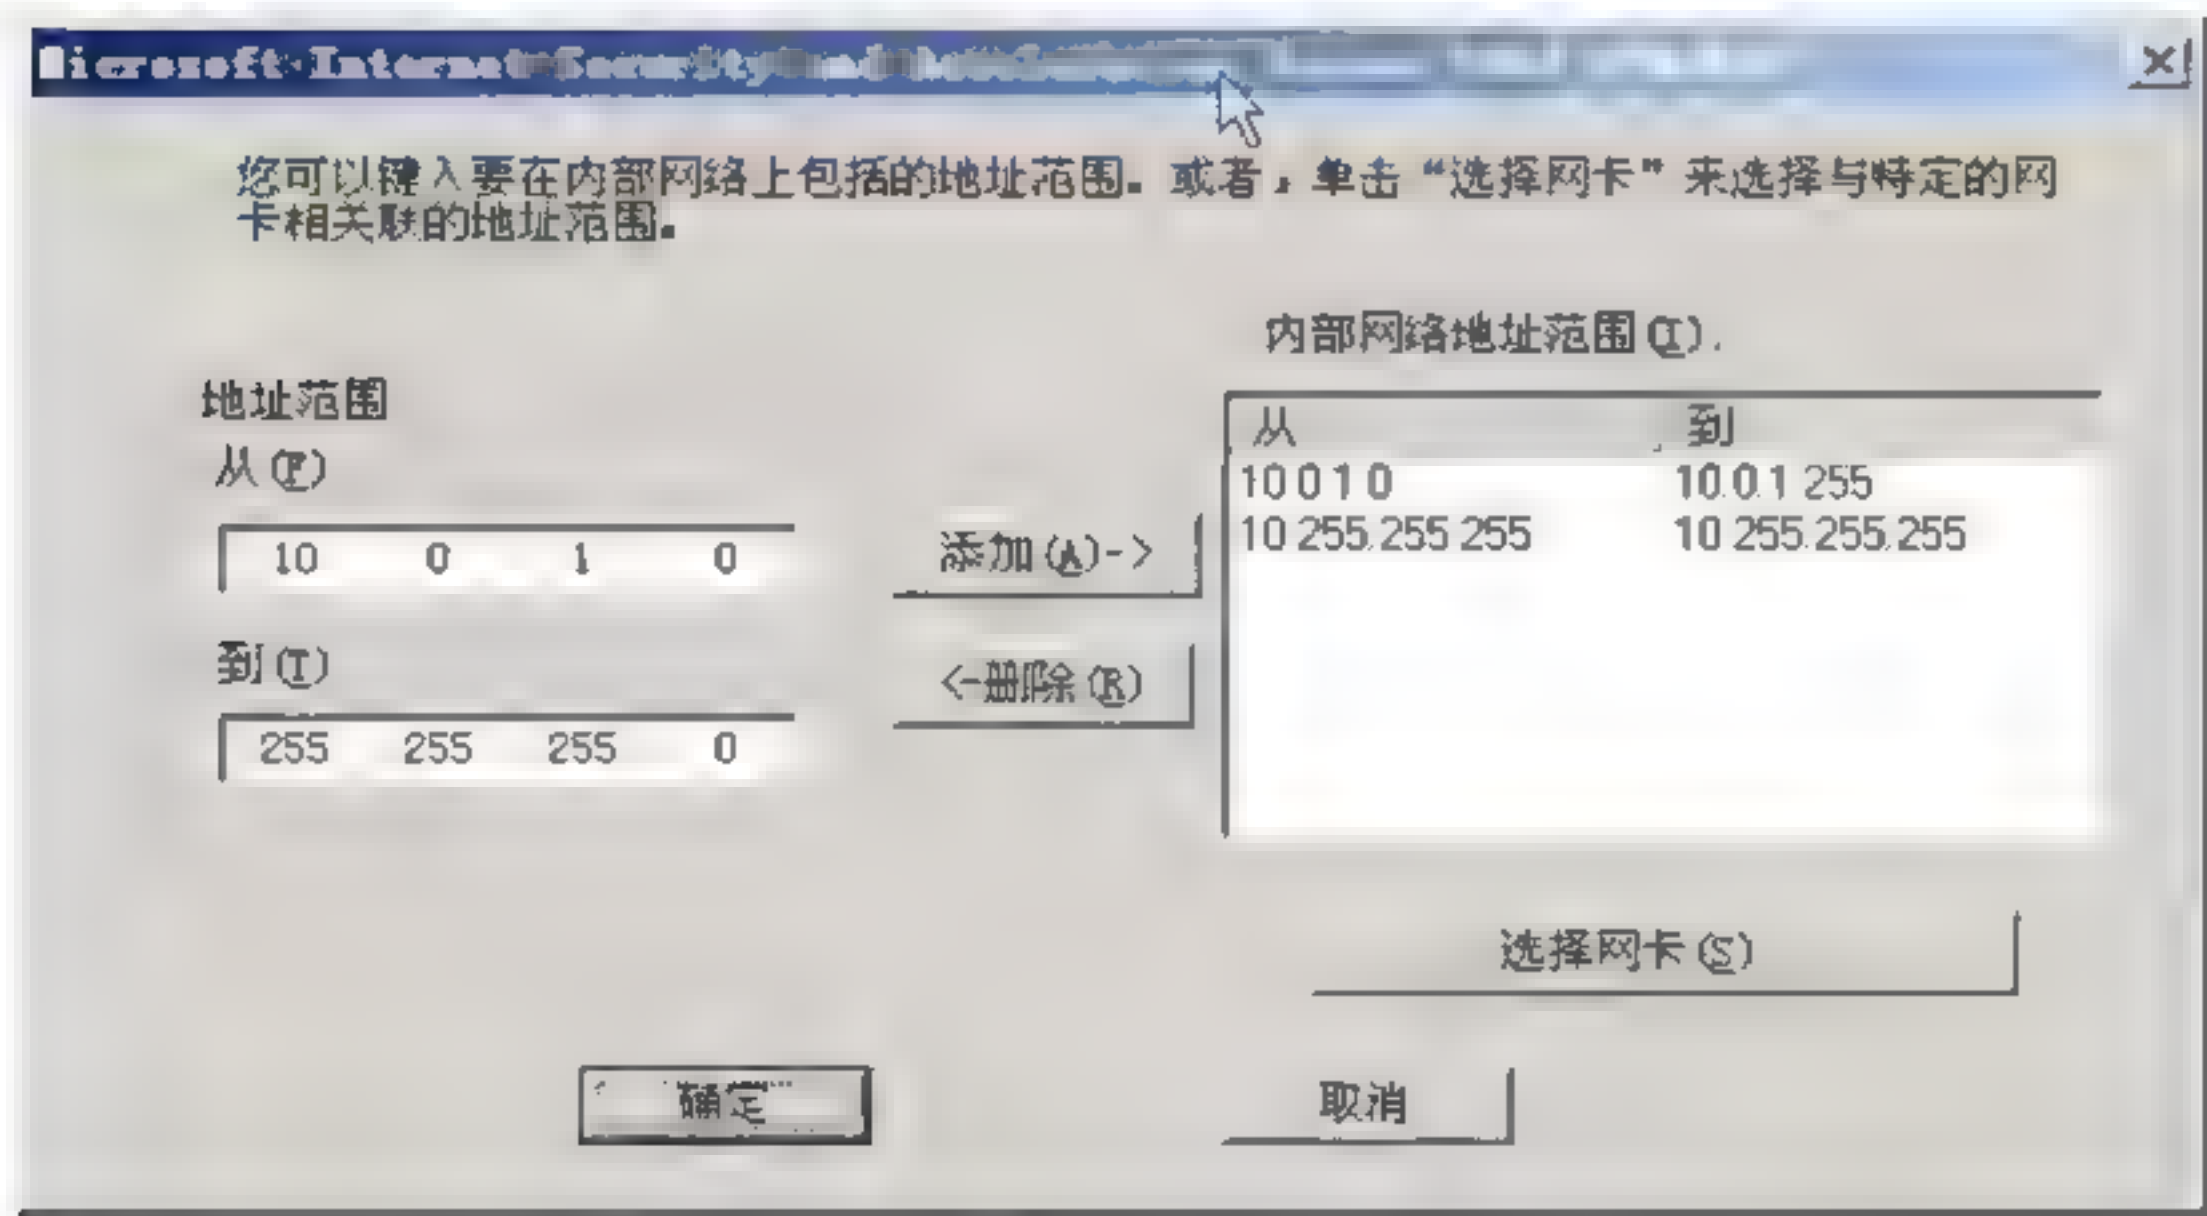 Microsoft Internet Security and
您可以键入要在内部网络上包括的地址范围。或者，单击“选择网卡”来选择与特定的网
卡相关联的地址范围。
内部网络地址范围(I).
地址范围
从(F)
从 到
10 0 1 0 10.0.1 255
10 255.255 255 10 255.255.255
10 0 1 0
添加(A)->
到(T)
<-删除(R)
255 255 255 0
选择网卡(S)
确定 取消